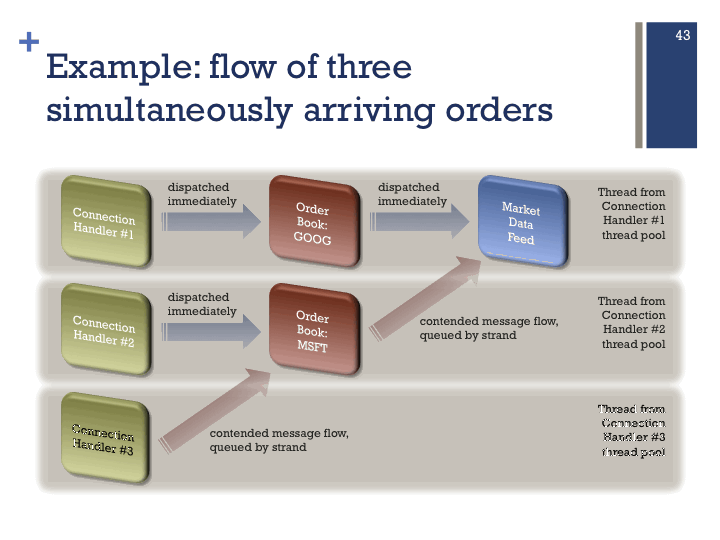 43
+
Example: flow of three
simultaneously arriving orders
Connection
Handler #1
dispatched
immediately
Order
Book:
GOOG
dispatched
immediately
Market
Data
Feed
Thread from
Connection
Handler #1
thread pool
Connection
Handler #2
dispatched
immediately
Order
Book:
MSFT
contended message flow,
queued by strand
Thread from
Connection
Handler #2
thread pool
Connection
Handler #3
contended message flow,
queued by strand
Thread from
Connection
Handler #3
thread pool